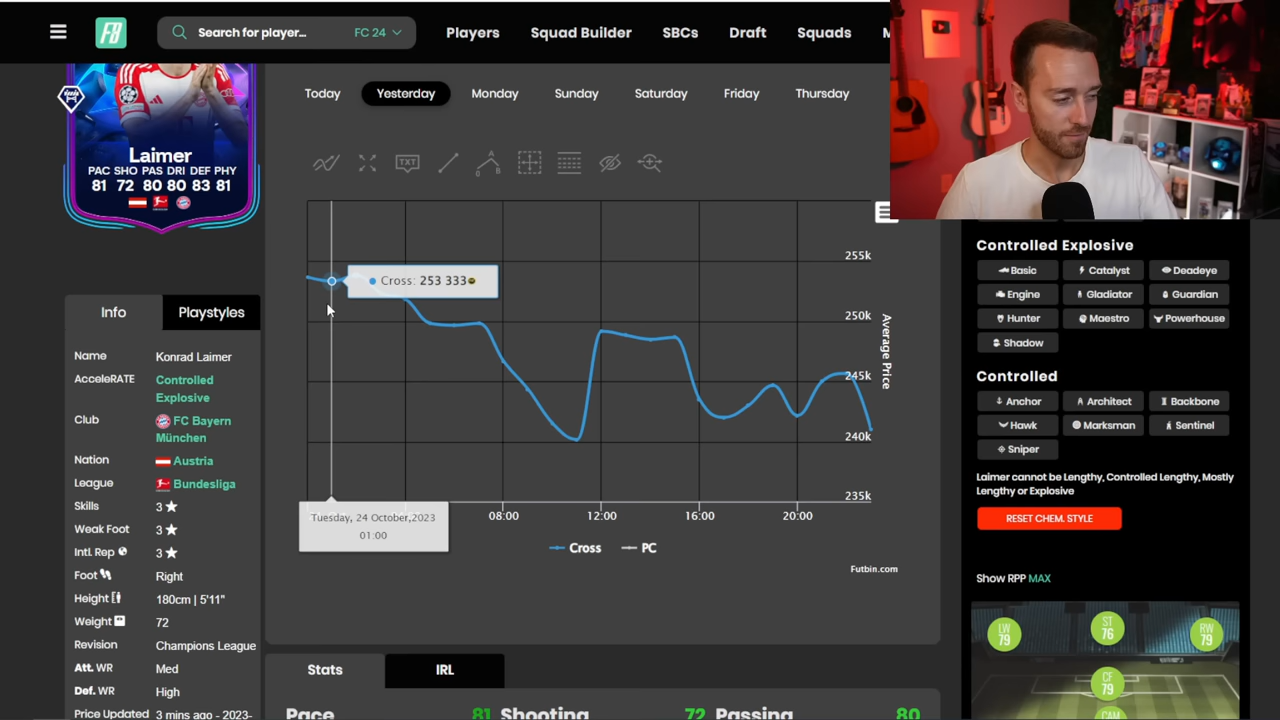 FB
Search for player...
FC 24
Players
Squad Builder
SBCs
Draft
Squads
M
Laimer
PAC SHO PAS DRI DEF PHY
81 72 80 80 83 81
Today
Yesterday
Monday
Sunday
Saturday
Friday
Thursday
TXT
Cross: 253 333
255k
250k
245k
240k
235k
Average Price
Tuesday, 24 October,2023
01:00
08:00
12:00
16:00
20:00
Cross
PC
Futbin.com
Info
Playstyles
Name Konrad Laimer
AcceleRATE Controlled
Explosive
Club FC Bayern
München
Nation Austria
League Bundesliga
Skills 3
Weak Foot 3
Intl. Rep 3
Foot Right
Height 180cm | 5'11"
Weight 72
Revision Champions League
Att. WR Med
Def. WR High
Price Updated 3 mins ago - 2023-
Stats
IRL
Pace 81 Shooting 72 Passing 80
Controlled Explosive
Basic Catalyst Deadeye
Engine Gladiator Guardian
Hunter Maestro Powerhouse
Shadow
Controlled
Anchor Architect Backbone
Hawk Marksman Sentinel
Sniper
Laimer cannot be Lengthy, Controlled Lengthy, Mostly
Lengthy or Explosive
RESET CHEM. STYLE
Show RPP MAX
LW
79
ST
76
RW
79
CF
79
CAM